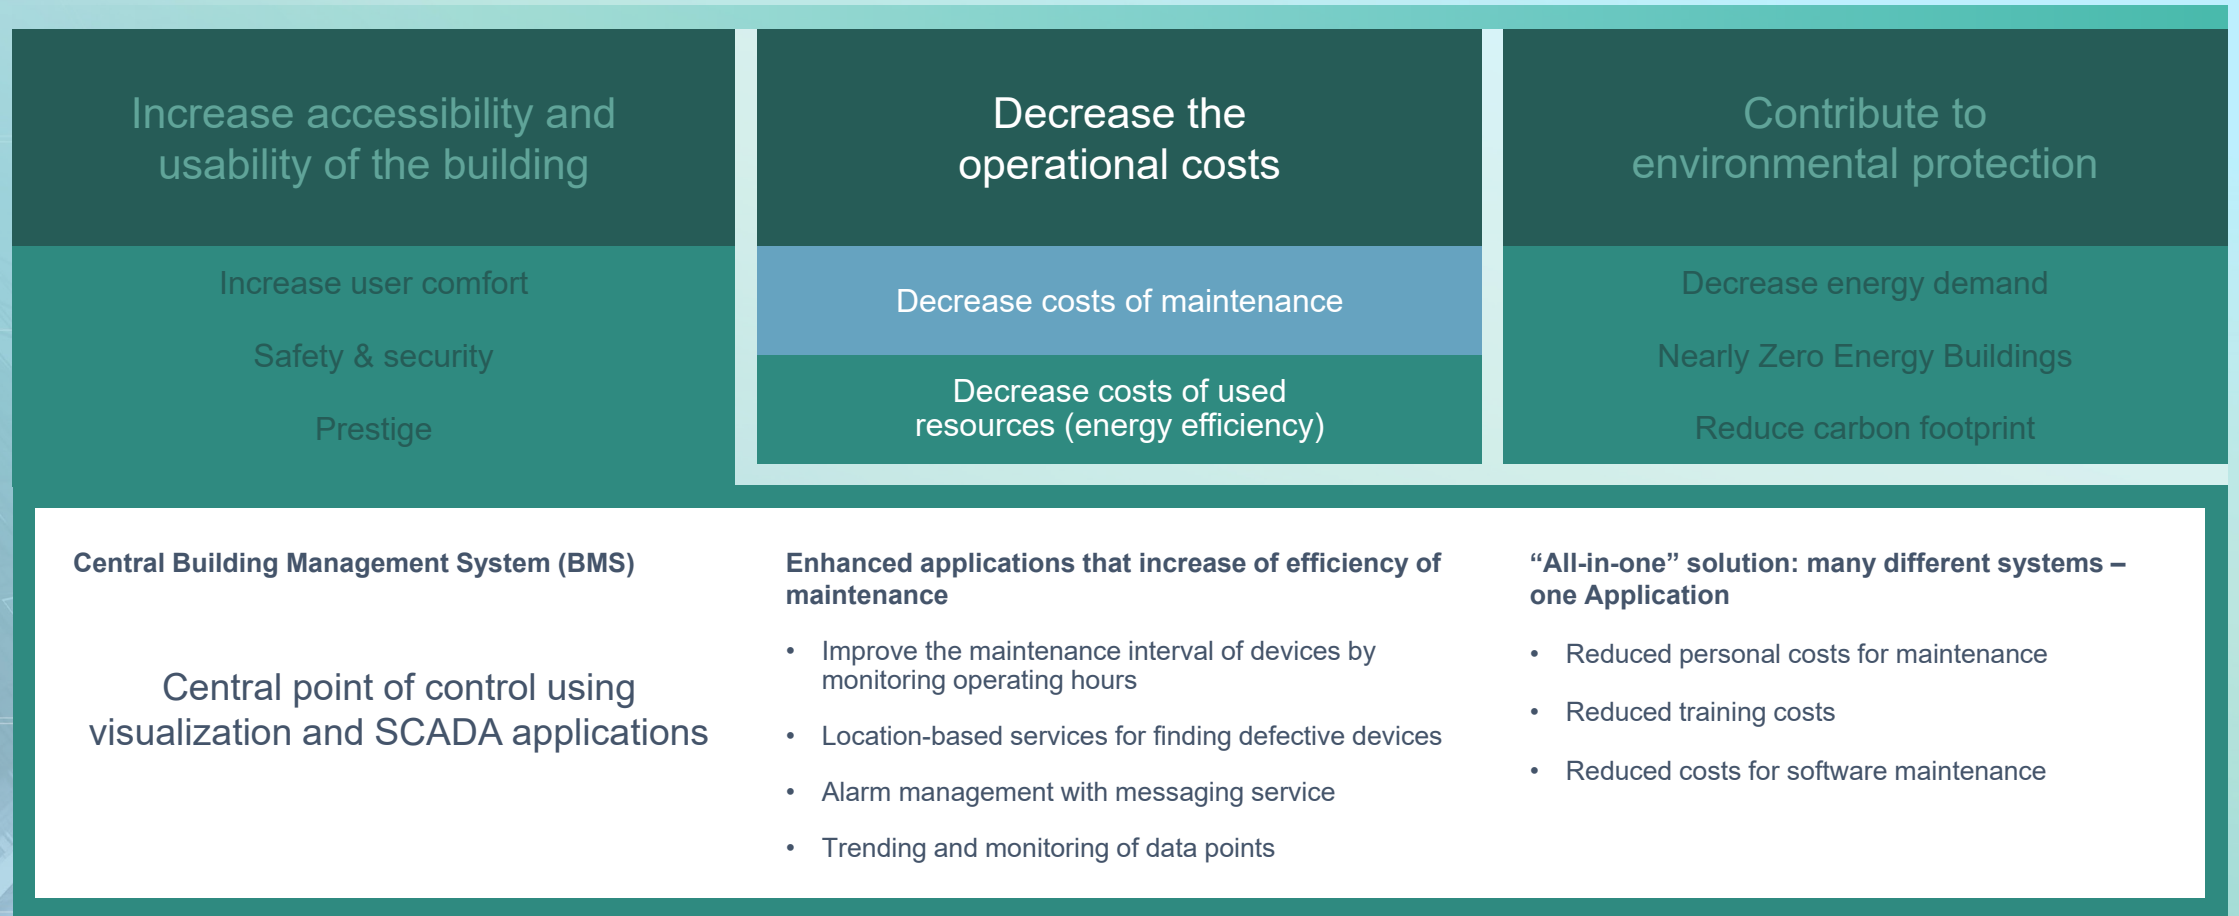 Increase accessibility and
usability of the building
Increase user comfort
Safety & security
Prestige
Decrease the
operational costs
Decrease costs of maintenance
Decrease costs of used
resources (energy efficiency)
Contribute to
environmental protection
Decrease energy demand
Nearly Zero Energy Buildings
Reduce carbon footprint
Central Building Management System (BMS)
Central point of control using
visualization and SCADA applications
Enhanced applications that increase of efficiency of
maintenance
• Improve the maintenance interval of devices by
monitoring operating hours
• Location-based services for finding defective devices
• Alarm management with messaging service
• Trending and monitoring of data points
“All-in-one” solution: many different systems –
one Application
• Reduced personal costs for maintenance
• Reduced training costs
• Reduced costs for software maintenance